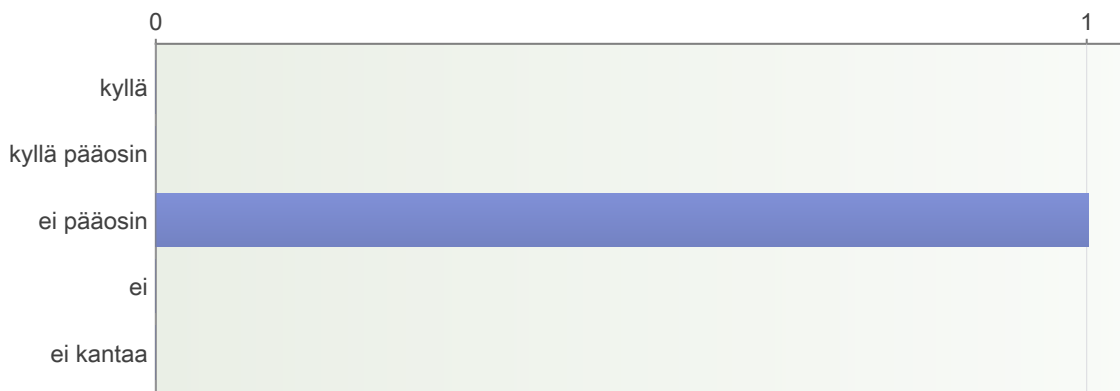 0 1
kyllä
kyllä pääosin
ei pääosin
ei
ei kantaa